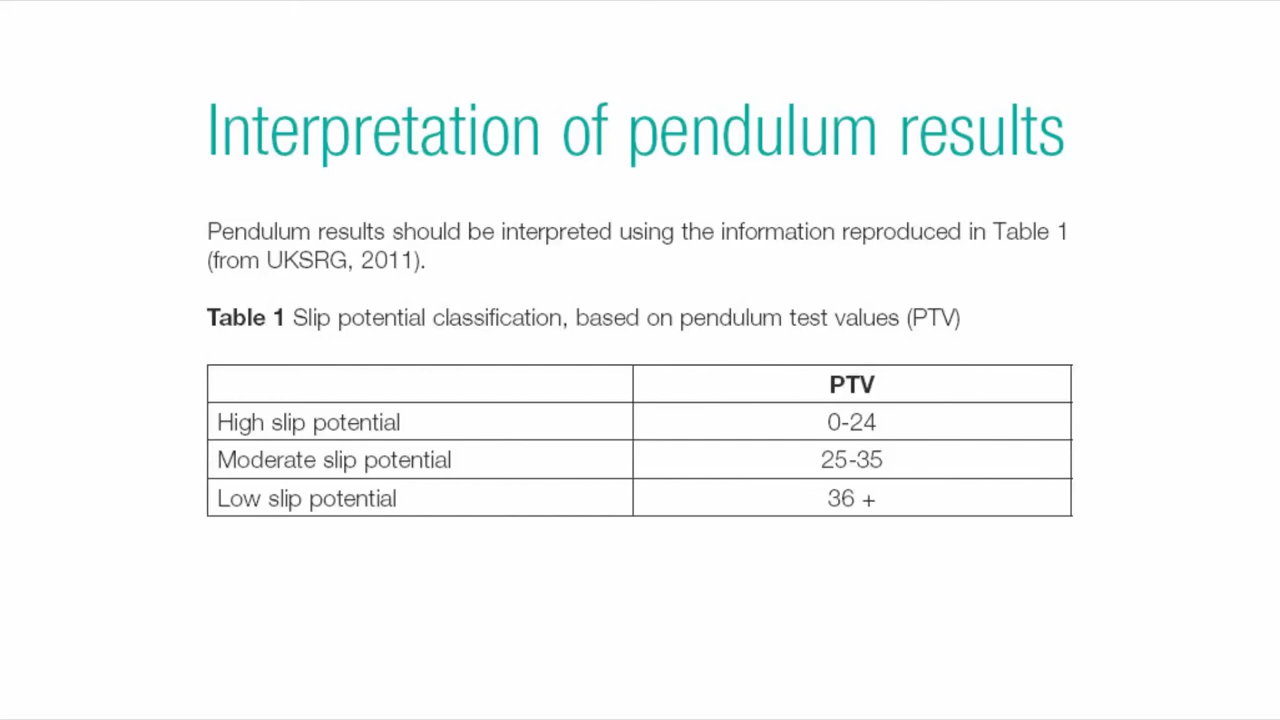 Interpretation of pendulum results
Pendulum results should be interpreted using the information reproduced in Table 1
(from UKSRG, 2011).
Table 1 Slip potential classification, based on pendulum test values (PTV)
PTV
High slip potential 0-24
Moderate slip potential 25-35
Low slip potential 36 +